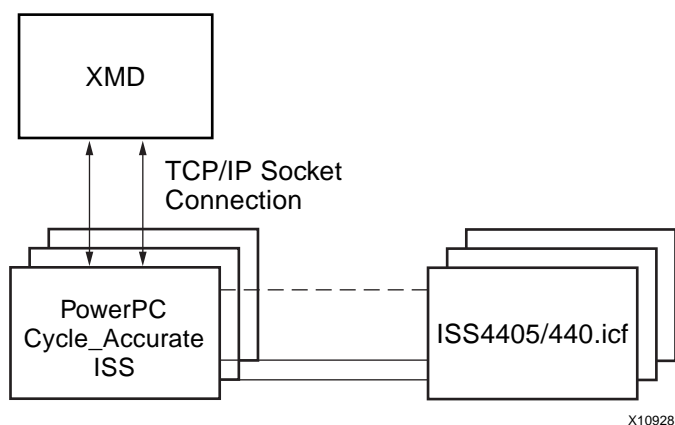 XMD
TCP/IP Socket
Connection
PowerPC
Cycle_Accurate
ISS
ISS4405/440.icf
X10928